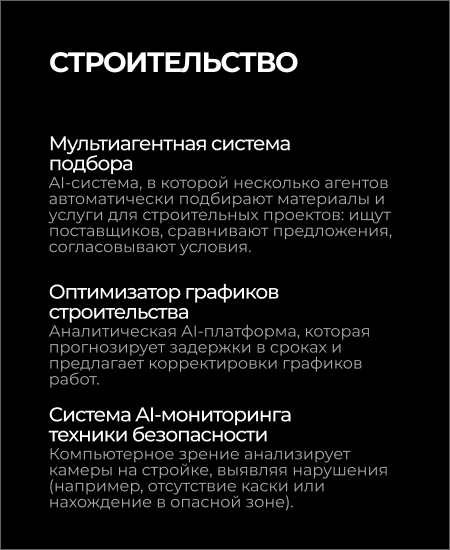 СТРОИТЕЛЬСТВО
Мультиагентная система
подбора
AI-система, в которой несколько агентов
автоматически подбирают материалы и
услуги для строительных проектов: ищут
поставщиков, сравнивают предложения,
согласовывают условия.
Оптимизатор графиков
строительства
Аналитическая AI-платформа, которая
прогнозирует задержки в сроках и
предлагает корректировки графиков
работ.
Система AI-мониторинга
техники безопасности
Компьютерное зрение анализирует
камеры на стройке, выявляя нарушения
(например, отсутствие каски или
нахождение в опасной зоне).